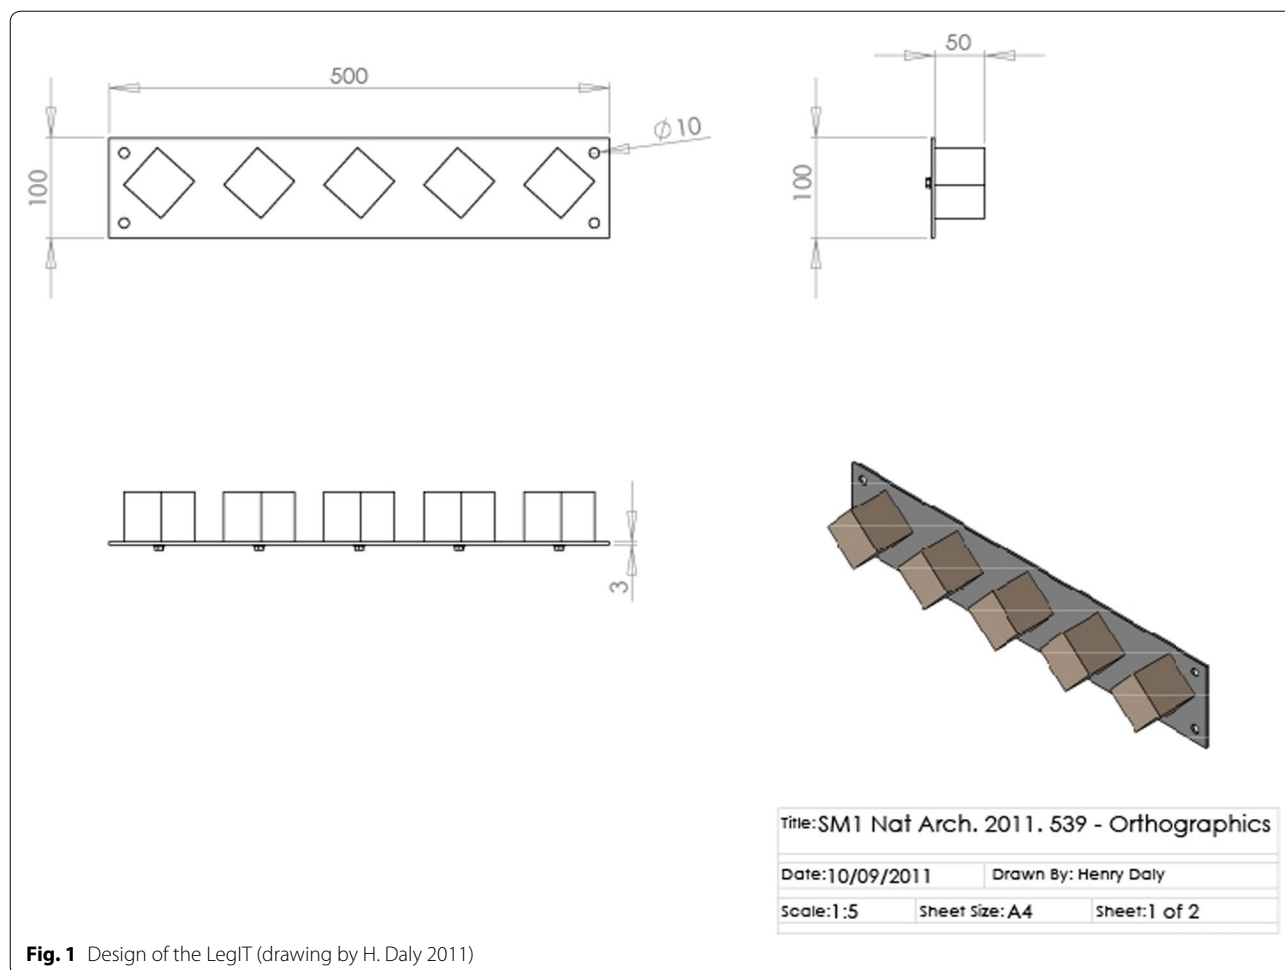 500
50
Ø10
100
100
3
Title:SM1 Nat Arch. 2011. 539 - Orthographics
Date:10/09/2011 Drawn By: Henry Daly
Scale:1:5 Sheet Size:A4 Sheet:1 of 2
Fig. 1 Design of the LegIT (drawing by H. Daly 2011)